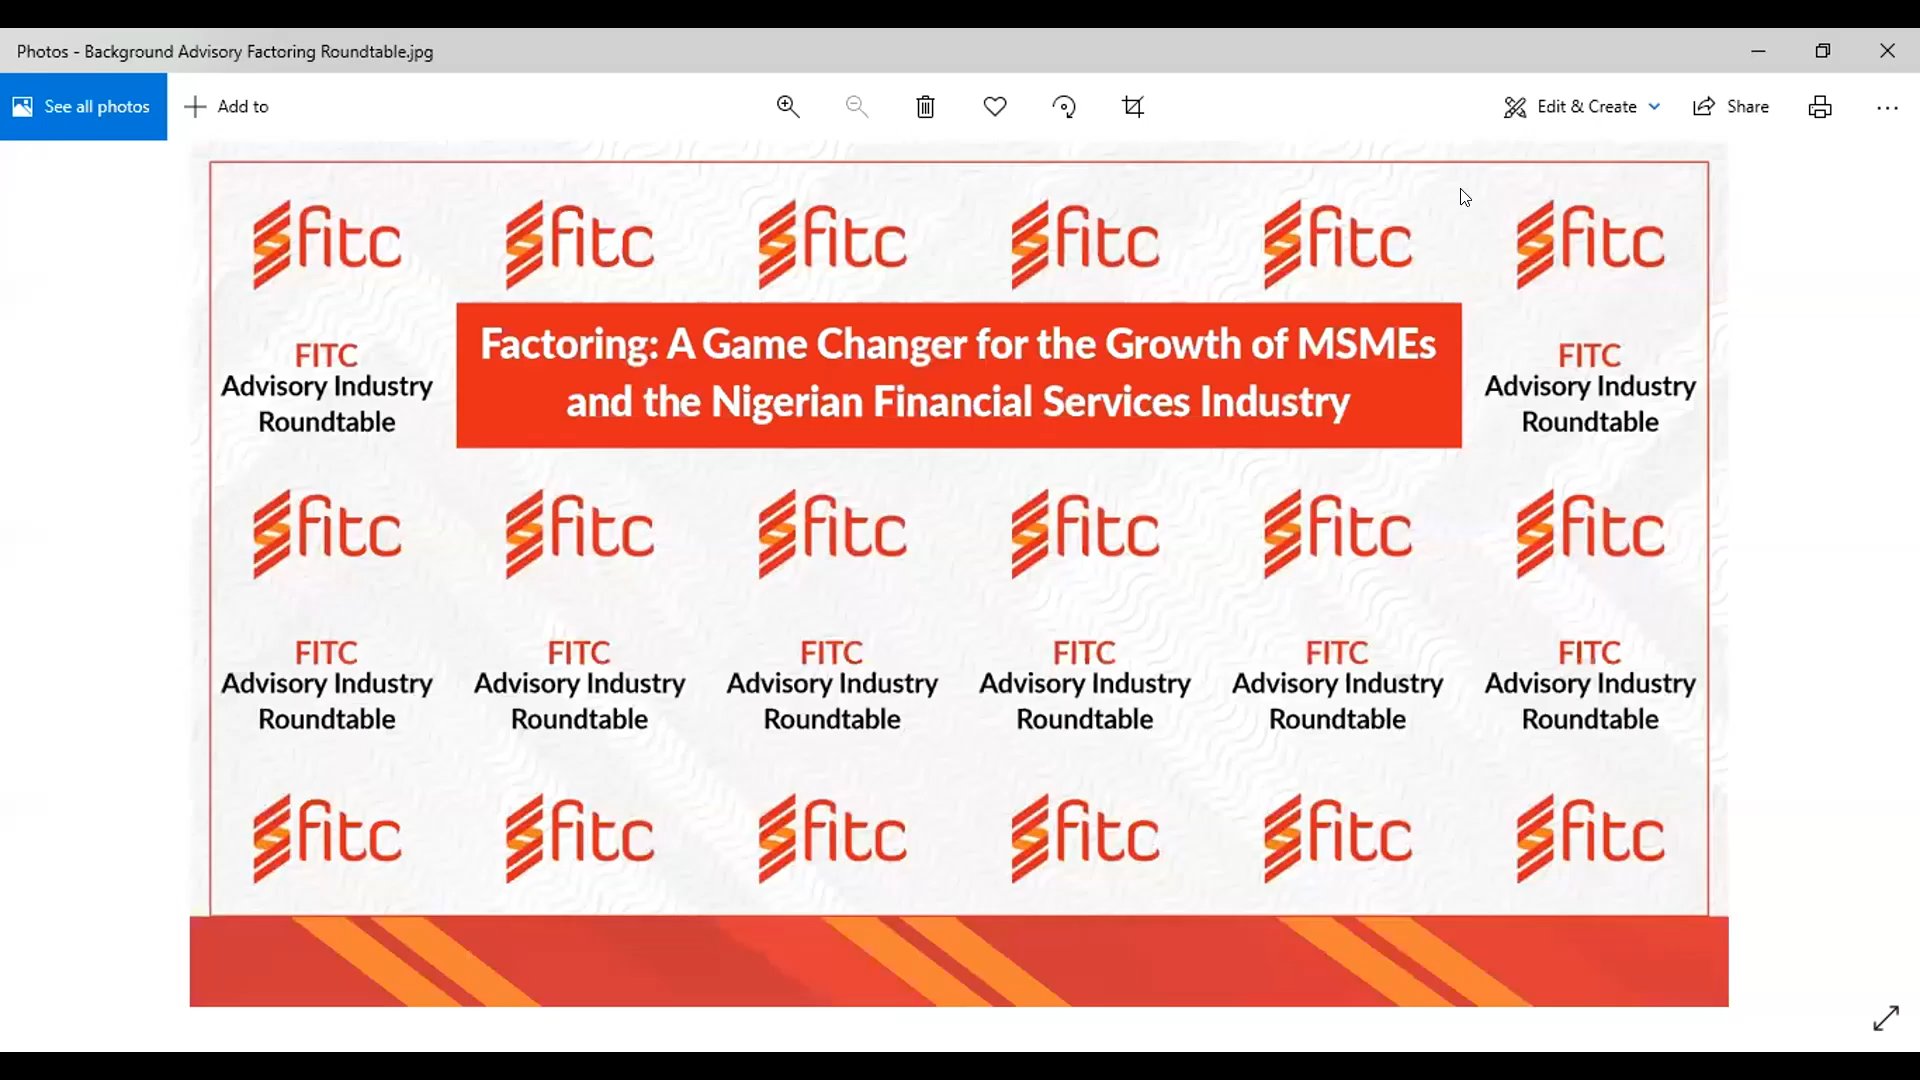 Photos - Background Advisory Factoring Roundtable.jpg
See all photos
Add to
Edit & Create
Share
fitc fitc fitc fitc fitc fitc
Factoring: A Game Changer for the Growth of MSMEs
and the Nigerian Financial Services Industry
FITC
Advisory Industry
Roundtable
FITC
Advisory Industry
Roundtable
fitc fitc fitc fitc fitc fitc
FITC FITC FITC FITC FITC FITC
Advisory Industry Advisory Industry Advisory Industry Advisory Industry Advisory Industry Advisory Industry
Roundtable Roundtable Roundtable Roundtable Roundtable Roundtable
fitc fitc fitc fitc fitc fitc